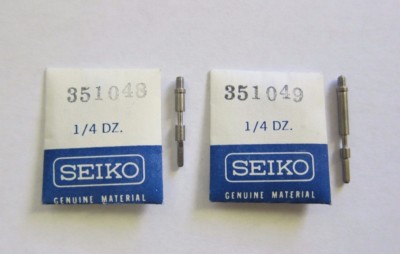 351048
1/4 DZ.
SEIKO
GENUINE MATERIAL
351049
1/4 DZ.
SEIKO
GENUINE MATERIAL